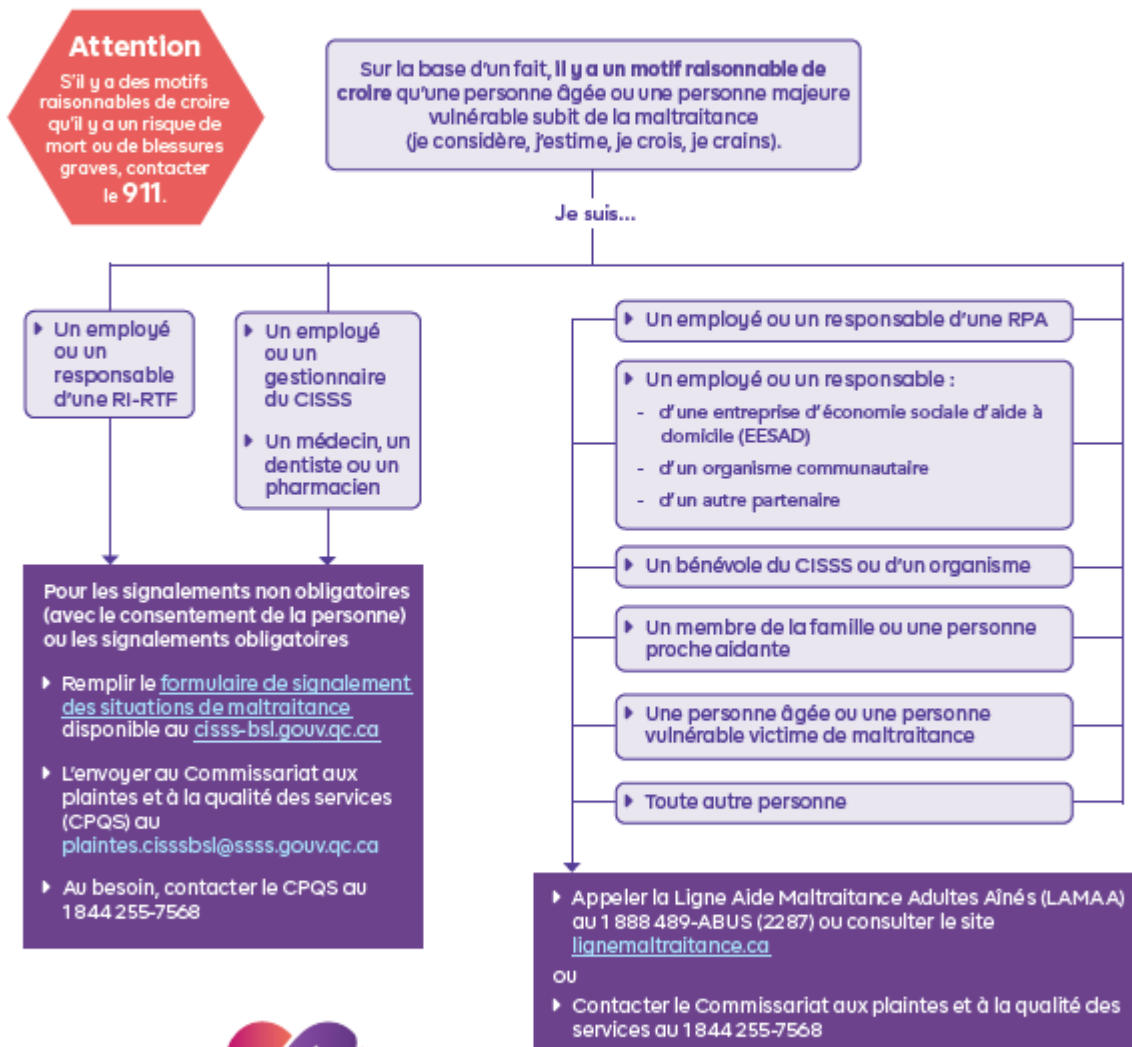 Attention
S'il y a des motifs
raisonnables de croire
qu'il y a un risque de
mort ou de blessures
graves, contacter
le 911.
Sur la base d'un fait, il y a un motif raisonnable de
croire qu'une personne âgée ou une personne majeure
vulnérable subit de la maltraitance
(je considère, j'estime, je crois, je crains).
Je suis...
▶ Un employé
ou un
responsable
d'une RI-RTF
▶ Un employé
ou un
gestionnaire
du CISSS
▶ Un médecin, un
dentiste ou un
pharmacien
Pour les signalements non obligatoires
(avec le consentement de la personne)
ou les signalements obligatoires
▶ Remplir le formulaire de signalement
des situations de maltraitance
disponible au cisss-bsl.gouv.qc.ca
▶ L'envoyer au Commissariat aux
plaintes et à la qualité des services
(CPQS) au
plaintes.cisssbsl@ssss.gouv.qc.ca
▶ Au besoin, contacter le CPQS au
1 844 255-7568
▶ Un employé ou un responsable d'une RPA
▶ Un employé ou un responsable :
- d'une entreprise d'économie sociale d'aide à
domicile (EESAD)
- d'un organisme communautaire
- d'un autre partenaire
▶ Un bénévole du CISSS ou d'un organisme
▶ Un membre de la famille ou une personne
proche aidante
▶ Une personne âgée ou une personne
vulnérable victime de maltraitance
▶ Toute autre personne
▶ Appeler la Ligne Aide Maltraitance Adultes Aînés (LAMAA)
au 1 888 489-ABUS (2287) ou consulter le site
lignemaltraitance.ca
ou
▶ Contacter le Commissariat aux plaintes et à la qualité des
services au 1 844 255-7568